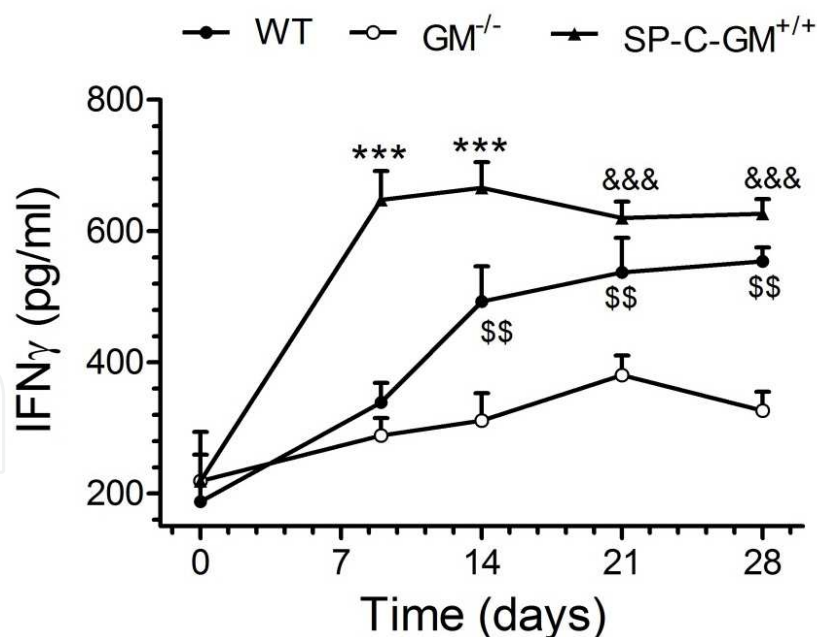 WT GM-/- SP-C-GM+/+
800
*** ***
&&& &&&
600
$$ $$
$$
400
200
IFNγ (pg/ml)
0 7 14 21 28
Time (days)